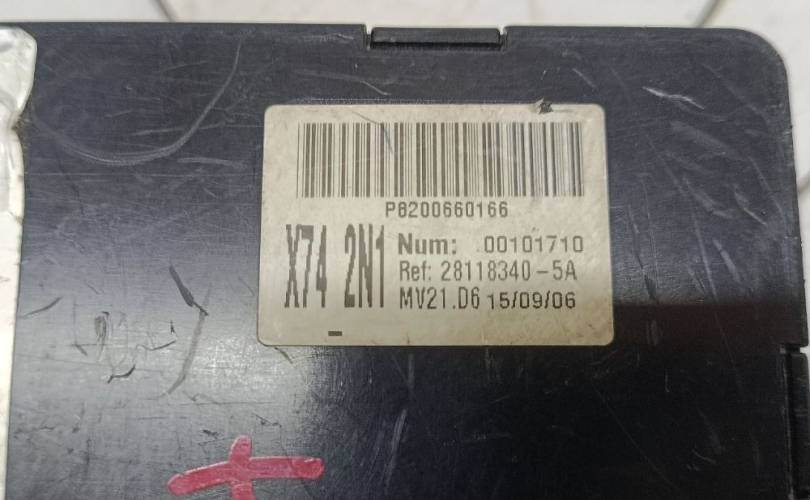 P8200660166
X74 2N1
Num: 00101710
Ref: 28118340-5A
MV21.D6 15/09/06